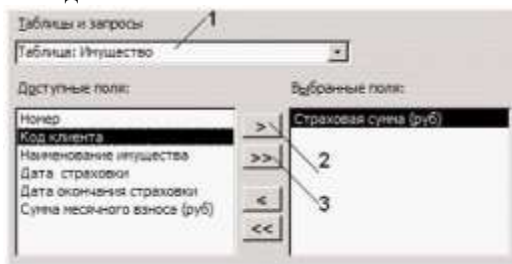 Таблицы и запросы
1
Таблица: Имущество
Доступные поля:
Выбранные поля:
Номер
Код клиента
Наименование имущества
Дата страховки
Дата окончания страховки
Сумма месячного взноса (руб)
>
>>
<
<<
Страховая сумма (руб)
2
3